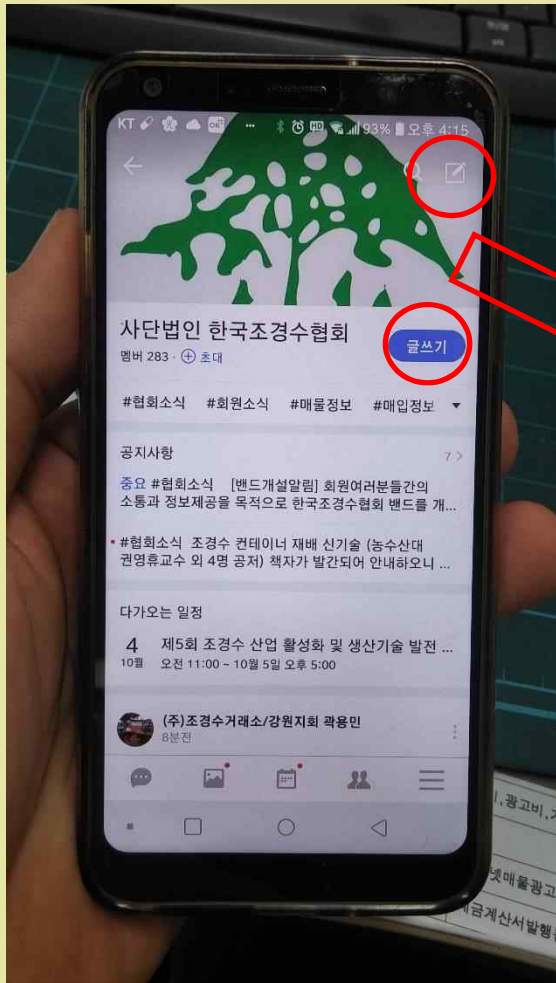 KT 93% 오후 4:15
사단법인 한국조경수협회
글쓰기
멤버 283 · 초대
#협회소식 #회원소식 #매물정보 #매입정보
공지사항
7 >
중요 #협회소식 [밴드개설알림] 회원여러분들간의
소통과 정보제공을 목적으로 한국조경수협회 밴드를 개...
#협회소식 조경수 컨테이너 재배 신기술 (농수산대
권영휴교수 외 4명 공저) 책자가 발간되어 안내하오니 ...
다가오는 일정
4 제5회 조경수 산업 활성화 및 생산기술 발전 ...
10월 오전 11:00 ~ 10월 5일 오후 5:00
(주)조경수거래소/강원지회 곽용민
8분전
광고비,
넷매물광고
금계산서발행